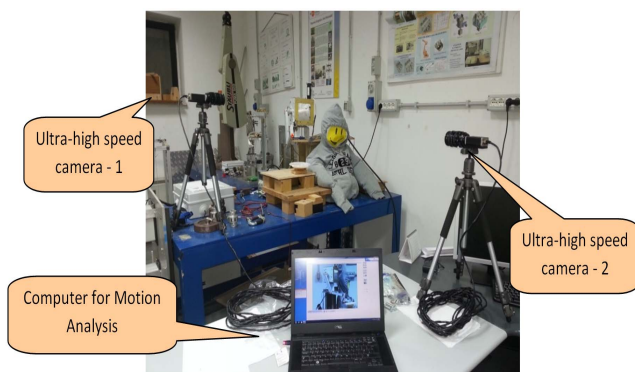 Ultra-high speed
camera - 1
Ultra-high speed
camera - 2
Computer for Motion
Analysis